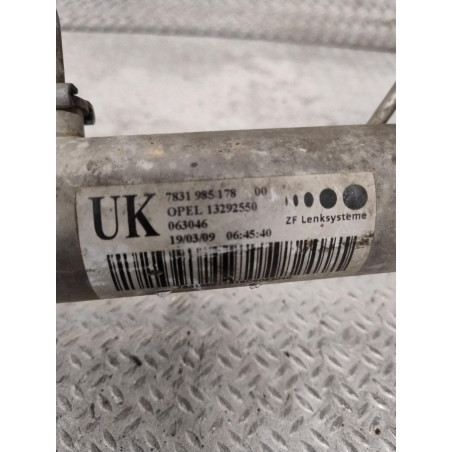 UK
7831 985 178 00
OPEL 13292550
063046
19/03/09 06:45:40
ZF Lenksysteme